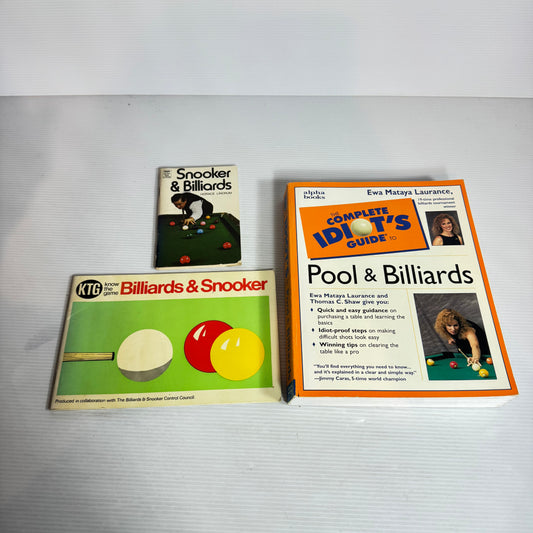 Snooker
& Billiards
HORACE LINDRUM
KTG
know
the
game
Billiards & Snooker
Produced in collaboration with The Billiards & Snooker Control Council
alpha
books
Ewa Mataya Laurance,
professional
billiards tournament
winner
THE
COMPLETE
IDIOT'S
GUIDE TO
Pool & Billiards
Ewa Mataya Laurance and
Thomas C. Shaw give you:
♦ Quick and easy guidance on
purchasing a table and learning the
basics
♦ Idiot-proof steps on making
difficult shots look easy
♦ Winning tips on clearing the
table like a pro
"You'll find everything you need to know...
and it's explained in a clear and simple way."
—Jimmy Caras, 5-time world champion